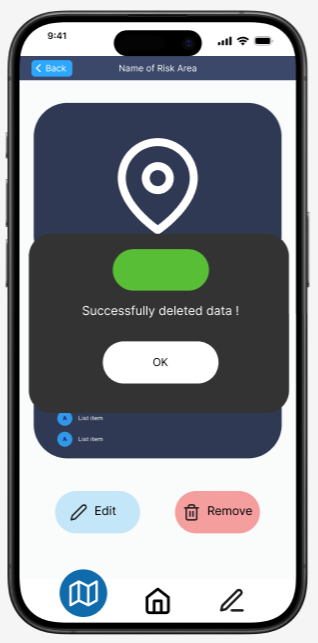 9:41
Back
Name of Risk Area
Successfully deleted data !
OK
A List item
A List item
Edit
Remove